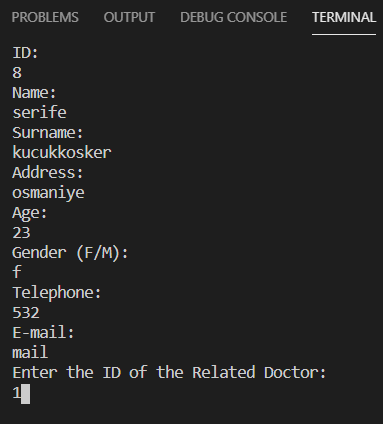 PROBLEMS OUTPUT DEBUG CONSOLE TERMINAL
ID:
8
Name:
serife
Surname:
kucukkosker
Address:
osmaniye
Age:
23
Gender (F/M):
f
Telephone:
532
E-mail:
mail
Enter the ID of the Related Doctor:
1